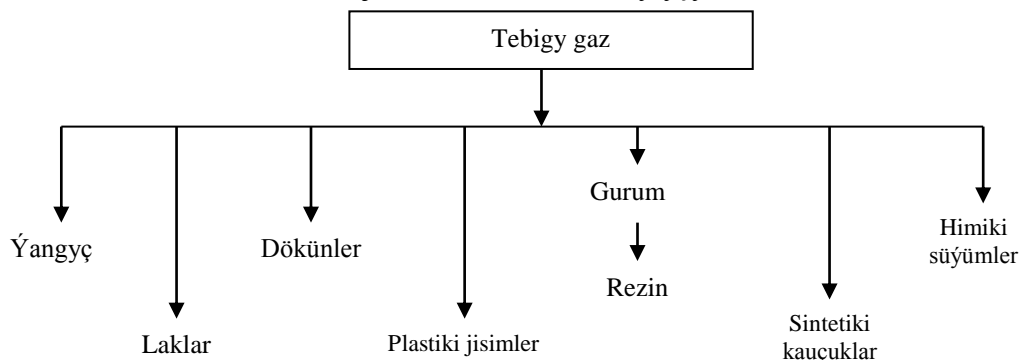 Tebigy gaz
Ýangyç
Laklar
Dökünler
Plastiki jisimler
Gurum
Rezin
Sintetiki
kauçuklar
Himiki
süýümler